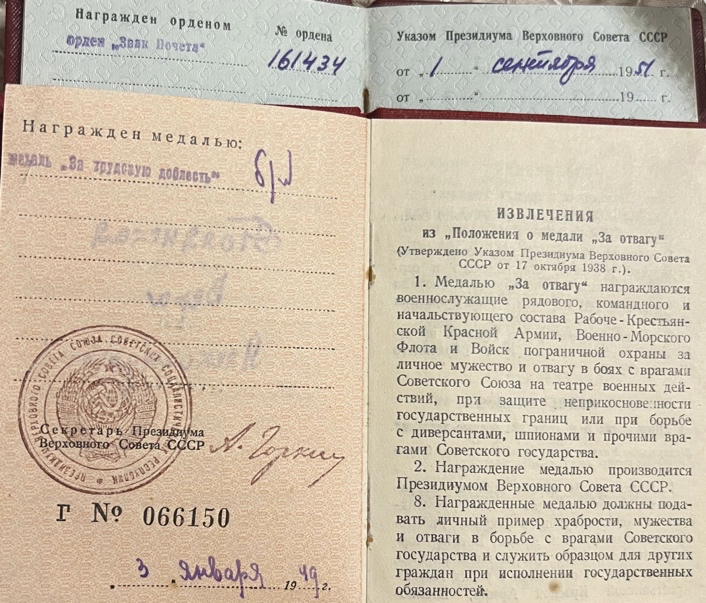 Награжден орденом
№ ордена
орден „Знак Почета“
161434
Указом Президиума Верховного Совета СССР
от „1“ сентября 1951 г.
от „ “ 19 г.
Награжден медалью:
медаль „За трудовую доблесть“ б/н
Секретарь Президиума
Верховного Совета СССР
А. Горкин
Г № 066150
3 января 1949 г.
ИЗВЛЕЧЕНИЯ
из „Положения о медали „За отвагу“
(Утверждено Указом Президиума Верховного Совета
СССР от 17 октября 1938 г.).
1. Медалью „За отвагу“ награждаются
военнослужащие рядового, командного и
начальствующего состава Рабоче-Крестьян-
ской Красной Армии, Военно-Морского
Флота и Войск пограничной охраны за
личное мужество и отвагу в боях с врагами
Советского Союза на театре военных дей-
ствий, при защите неприкосновенности
государственных границ или при борьбе
с диверсантами, шпионами и прочими вра-
гами Советского государства.
2. Награждение медалью производится
Президиумом Верховного Совета СССР.
8. Награжденные медалью должны пода-
вать личный пример храбрости, мужества
и отваги в борьбе с врагами Советского
государства и служить образцом для других
граждан при исполнении государственных
обязанностей.